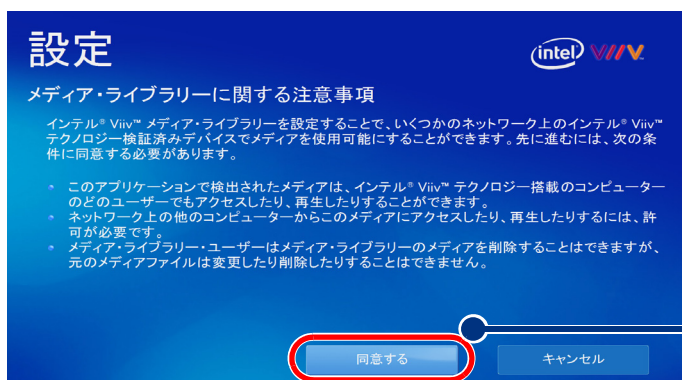 設定
intel Viiv
メディア・ライブラリーに関する注意事項
インテル® Viiv™ メディア・ライブラリーを設定することで、いくつかのネットワーク上のインテル® Viiv™
テクノロジー検証済みデバイスでメディアを使用可能にすることができます。先に進むには、次の条
件に同意する必要があります。
このアプリケーションで検出されたメディアは、インテル® Viiv™ テクノロジー搭載のコンピューター
のどのユーザーでもアクセスしたり、再生したりすることができます。
ネットワーク上の他のコンピューターからこのメディアにアクセスしたり、再生したりするには、許
可が必要です。
メディア・ライブラリー・ユーザーはメディア・ライブラリーのメディアを削除することはできますが、
元のメディアファイルは変更したり削除したりすることはできません。
同意する
キャンセル